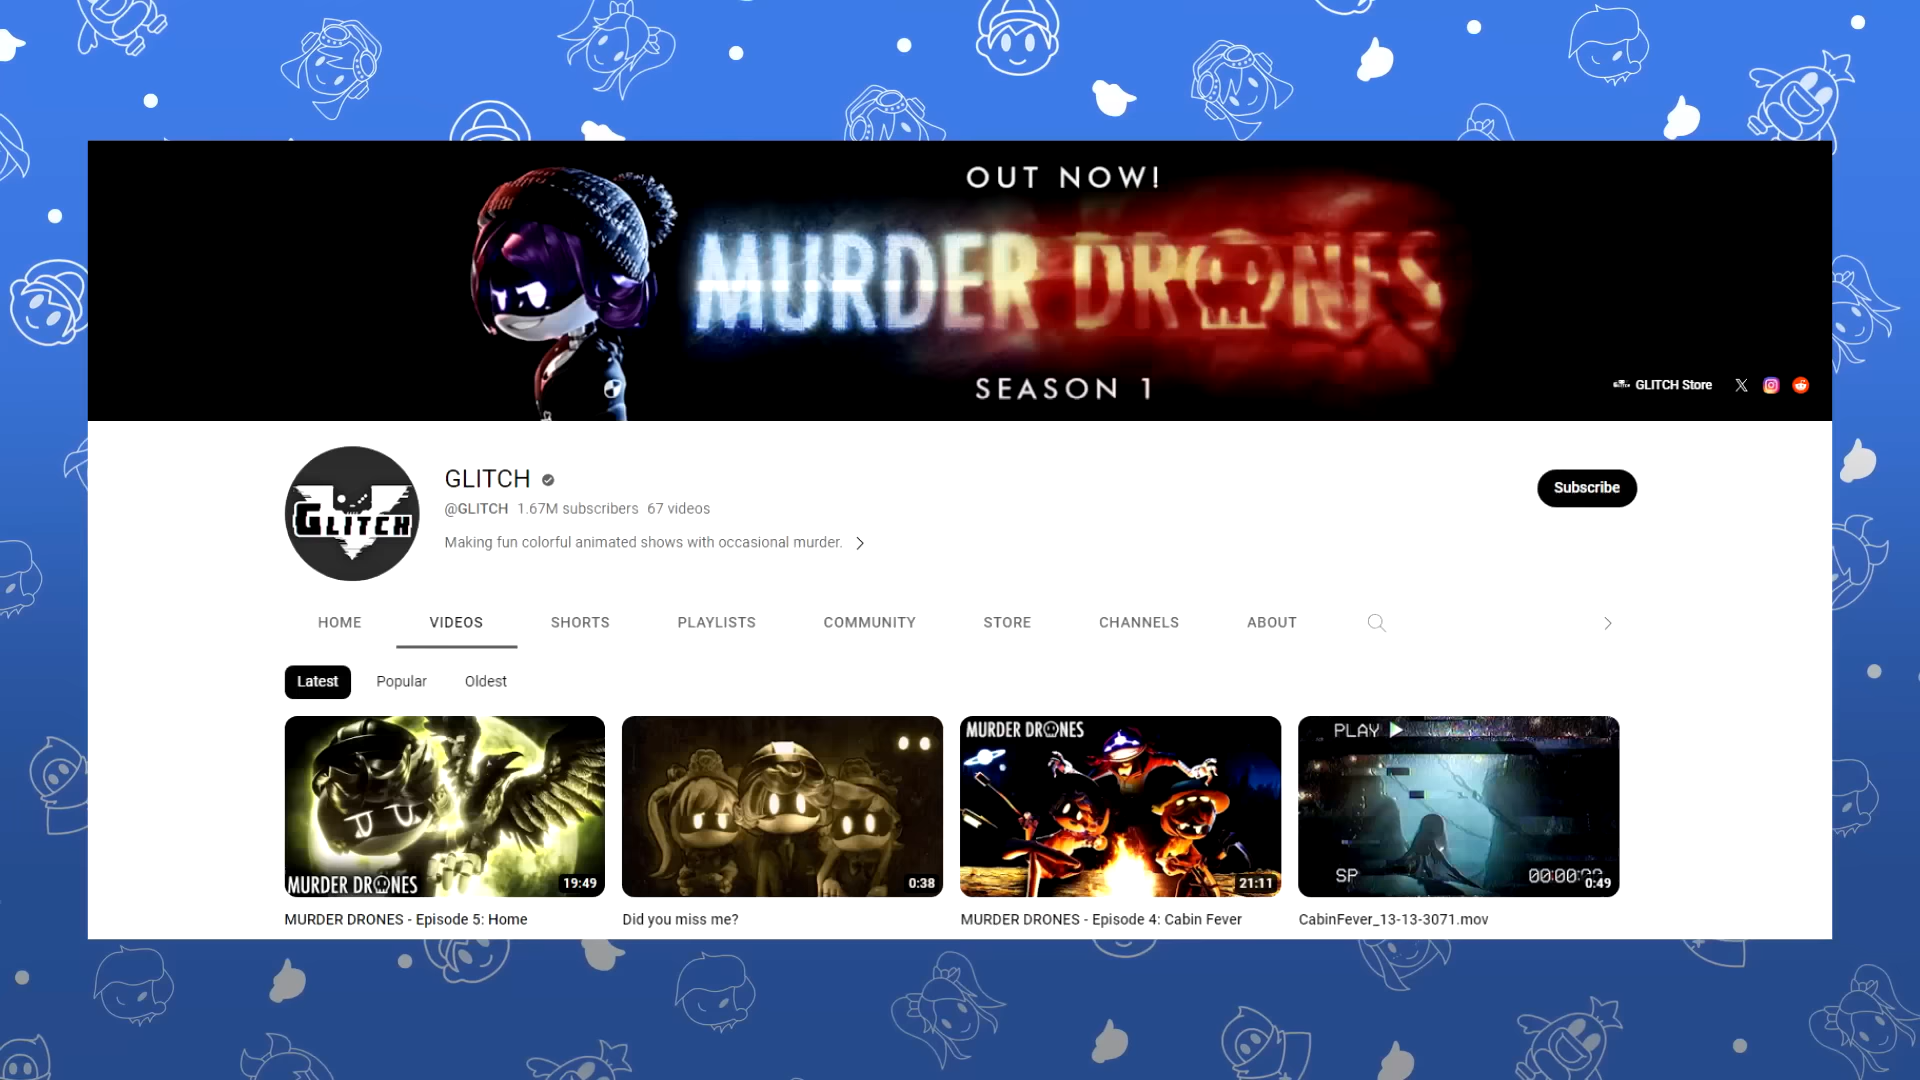 OUT NOW!
MURDER DRONES
SEASON 1
GLITCH Store
GLITCH
GLITCH
@GLITCH 1.67M subscribers 67 videos
Making fun colorful animated shows with occasional murder.
Subscribe
HOME VIDEOS SHORTS PLAYLISTS COMMUNITY STORE CHANNELS ABOUT
Latest Popular Oldest
MURDER DRONES
19:49
0:38
MURDER DRONES
21:11
PLAY
SP
0:49
MURDER DRONES - Episode 5: Home
Did you miss me?
MURDER DRONES - Episode 4: Cabin Fever
CabinFever_13-13-3071.mov